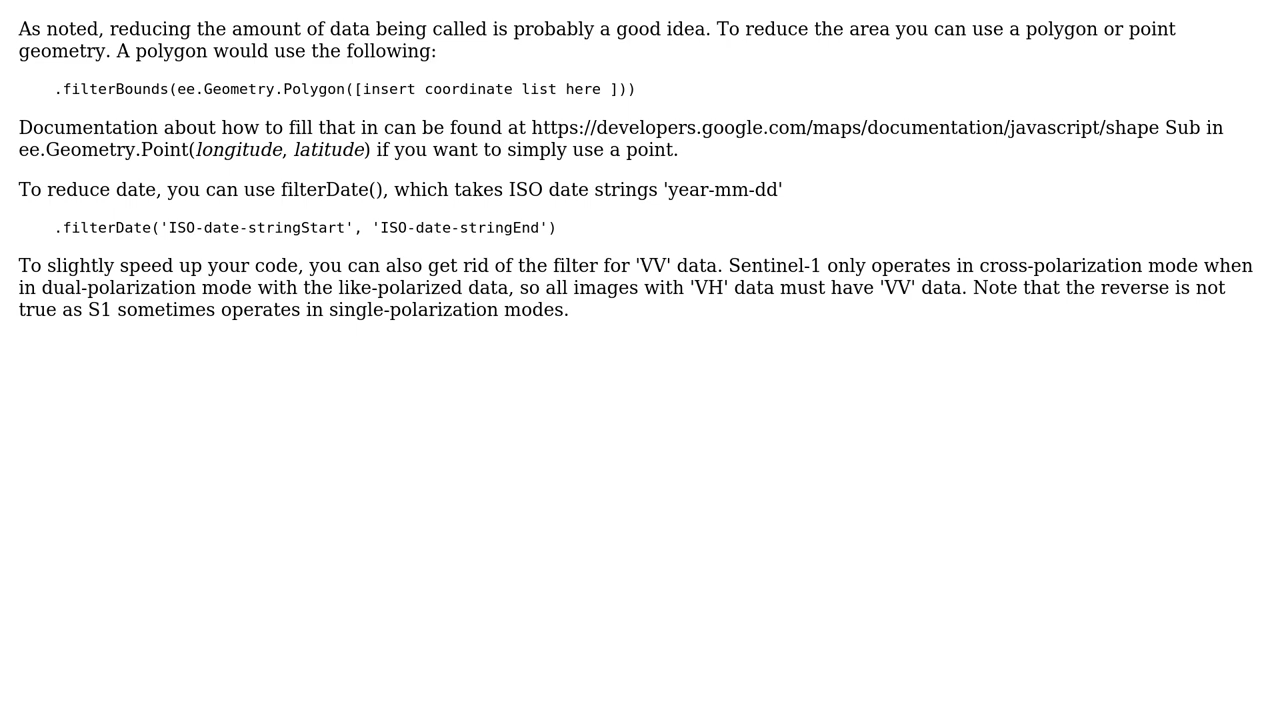 As noted, reducing the amount of data being called is probably a good idea. To reduce the area you can use a polygon or point
geometry. A polygon would use the following:
.filterBounds(ee.Geometry.Polygon([insert coordinate list here ]))
Documentation about how to fill that in can be found at https://developers.google.com/maps/documentation/javascript/shape Sub in
ee.Geometry.Point(longitude, latitude) if you want to simply use a point.
To reduce date, you can use filterDate(), which takes ISO date strings 'year-mm-dd'
.filterDate('ISO-date-stringStart', 'ISO-date-stringEnd')
To slightly speed up your code, you can also get rid of the filter for 'VV' data. Sentinel-1 only operates in cross-polarization mode when
in dual-polarization mode with the like-polarized data, so all images with 'VH' data must have 'VV' data. Note that the reverse is not
true as S1 sometimes operates in single-polarization modes.